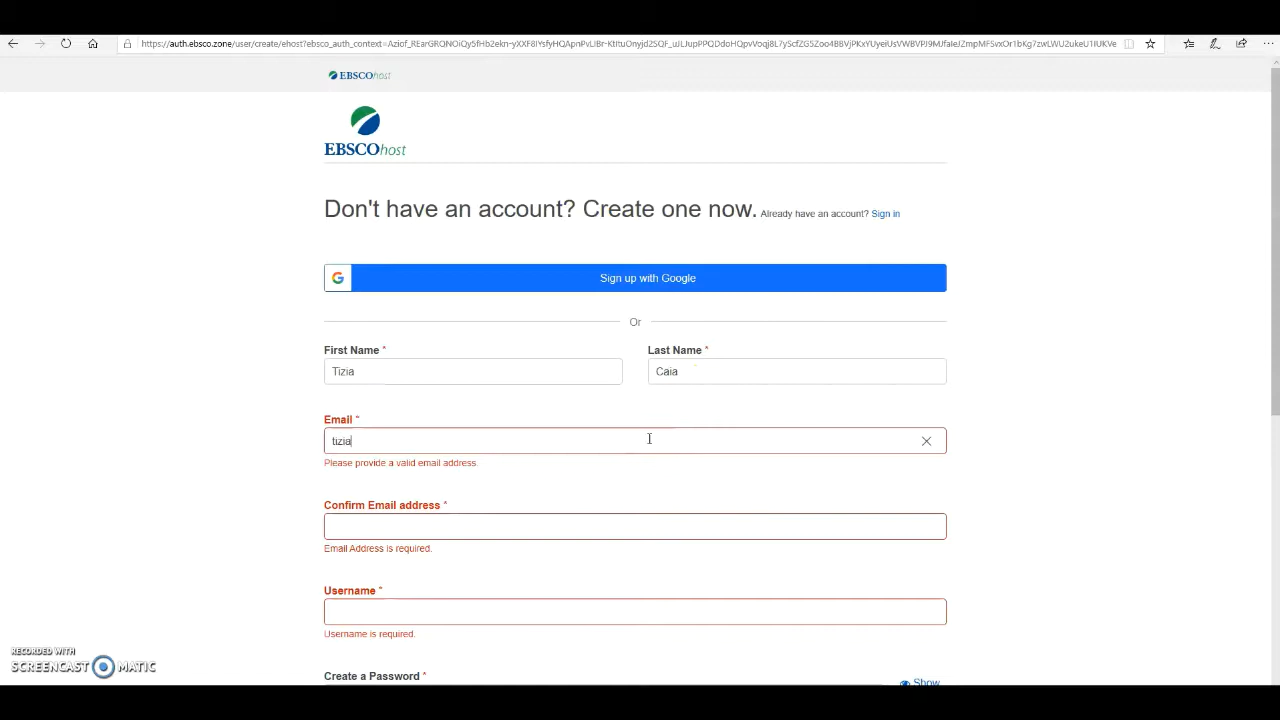 EBSCOhost
EBSCOhost
Don't have an account? Create one now. Already have an account? Sign in
G Sign up with Google
Or
First Name * Last Name *
Tizia Caia
Email *
tizia
Please provide a valid email address.
Confirm Email address *
Email Address is required.
Username *
Username is required.
Create a Password * Show
RECORDED WITH
SCREENCAST MATIC